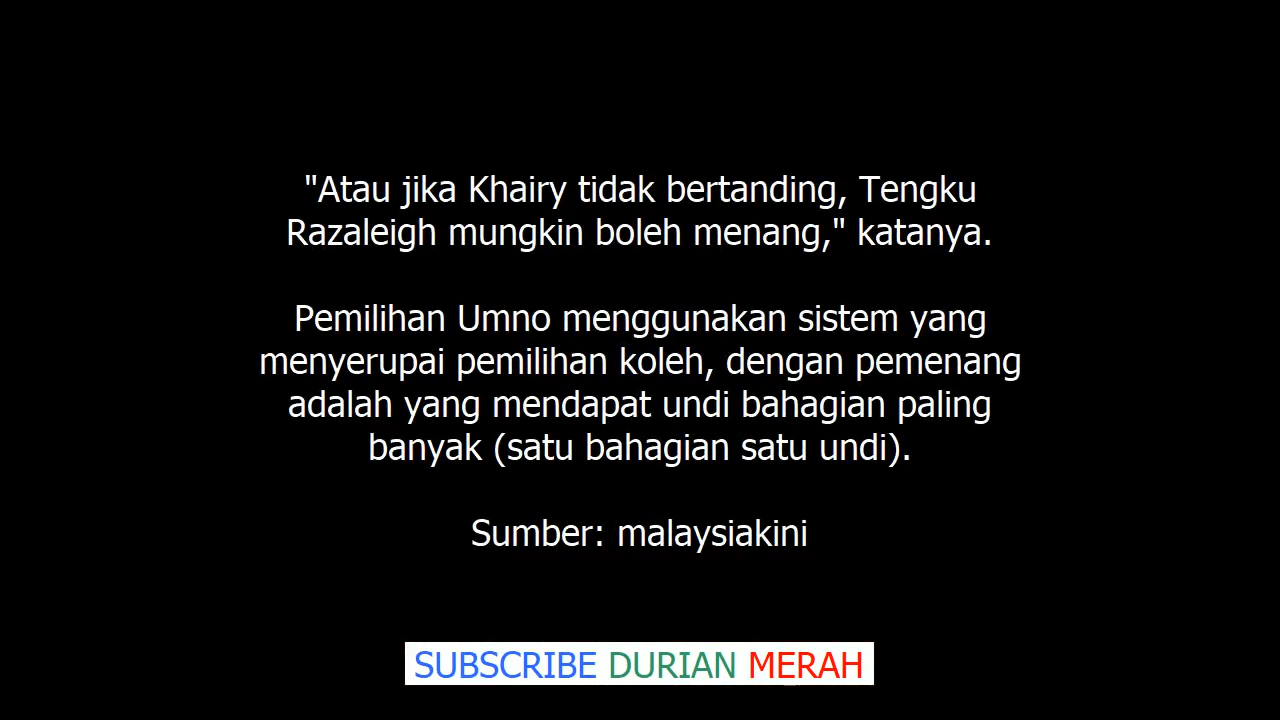 "Atau jika Khairy tidak bertanding, Tengku
Razaleigh mungkin boleh menang," katanya.
Pemilihan Umno menggunakan sistem yang
menyerupai pemilihan koleh, dengan pemenang
adalah yang mendapat undi bahagian paling
banyak (satu bahagian satu undi).
Sumber: malaysiakini
SUBSCRIBE DURIAN MERAH